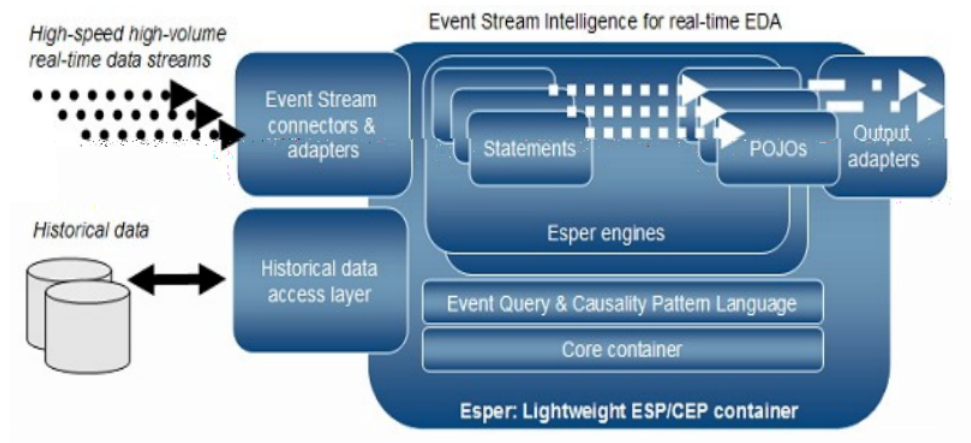 Event Stream Intelligence for real-time EDA
High-speed high-volume
real-time data streams
Event Stream
connectors &
adapters
Statements
POJOs
Output
adapters
Esper engines
Historical data
Historical data
access layer
Event Query & Causality Pattern Language
Core container
Esper: Lightweight ESP/CEP container